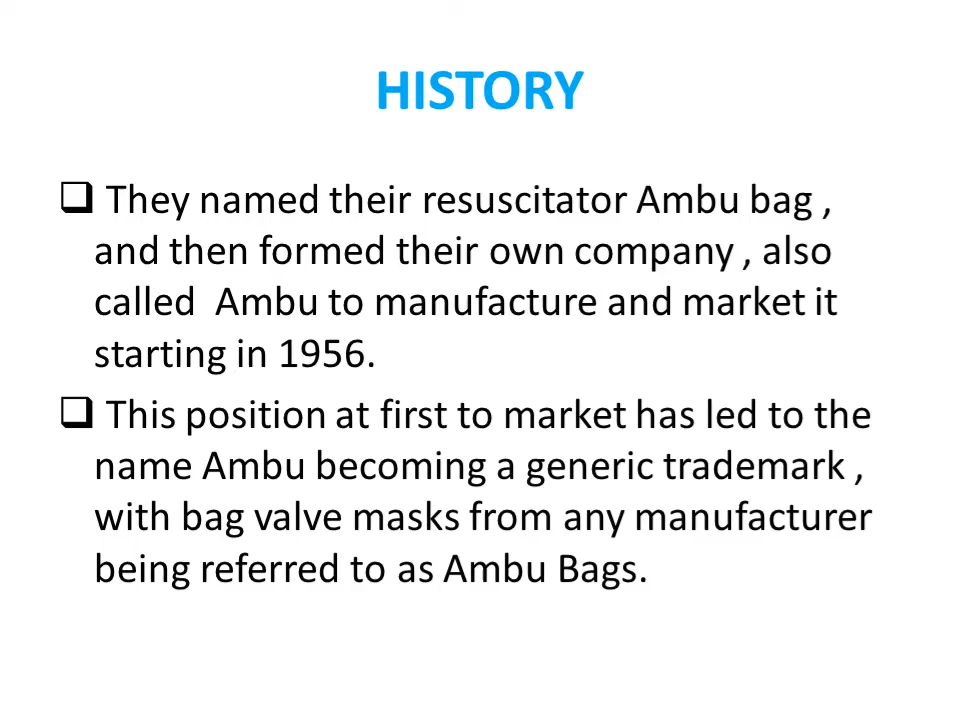 HISTORY
❑ They named their resuscitator Ambu bag ,
and then formed their own company , also
called  Ambu to manufacture and market it
starting in 1956.
❑ This position at first to market has led to the
name Ambu becoming a generic trademark ,
with bag valve masks from any manufacturer
being referred to as Ambu Bags.